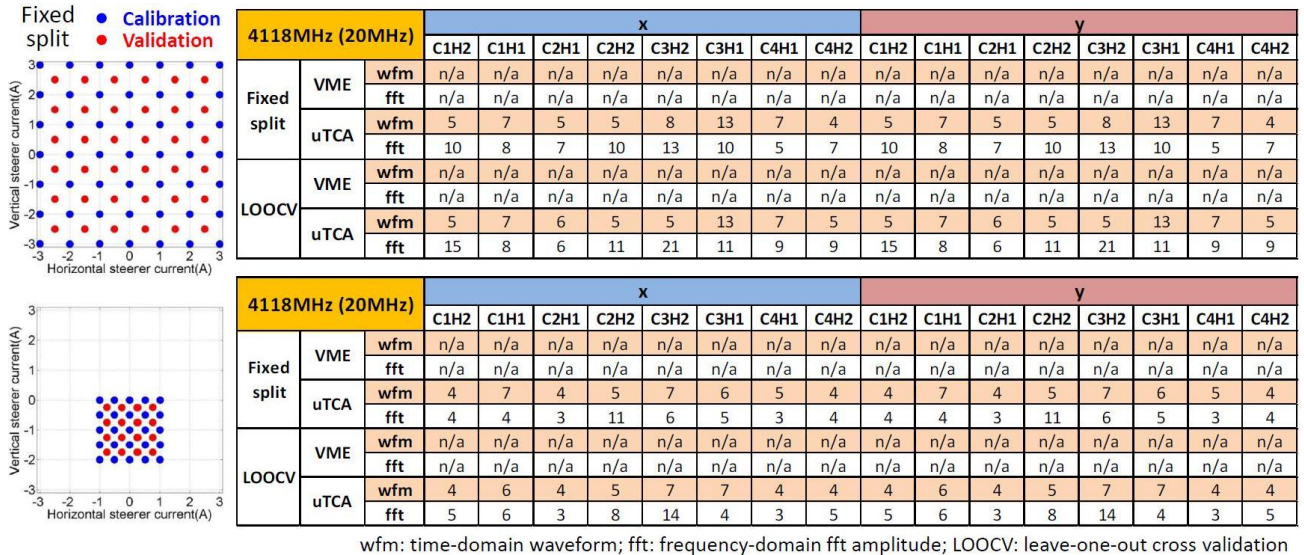 Fixed split
Calibration
Validation
Vertical steerer current(A)
3
2
1
0
-1
-2
-3
-3 -2 -1 0 1 2 3
Horizontal steerer current(A)
4118MHz (20MHz) x y
C1H2 C1H1 C2H1 C2H2 C3H2 C3H1 C4H1 C4H2 C1H2 C1H1 C2H1 C2H2 C3H2 C3H1 C4H1 C4H2
Fixed split VME wfm n/a n/a n/a n/a n/a n/a n/a n/a n/a n/a n/a n/a n/a n/a n/a n/a
fft n/a n/a n/a n/a n/a n/a n/a n/a n/a n/a n/a n/a n/a n/a n/a n/a
uTCA wfm 5 7 5 5 8 13 7 4 5 7 5 5 8 13 7 4
fft 10 8 7 10 13 10 5 7 10 8 7 10 13 10 5 7
LOOCV VME wfm n/a n/a n/a n/a n/a n/a n/a n/a n/a n/a n/a n/a n/a n/a n/a n/a
fft n/a n/a n/a n/a n/a n/a n/a n/a n/a n/a n/a n/a n/a n/a n/a n/a
uTCA wfm 5 7 6 5 5 13 7 5 5 7 6 5 5 13 7 5
fft 15 8 6 11 21 11 9 9 15 8 6 11 21 11 9 9
Vertical steerer current(A)
3
2
1
0
-1
-2
-3
-3 -2 -1 0 1 2 3
Horizontal steerer current(A)
4118MHz (20MHz) x y
C1H2 C1H1 C2H1 C2H2 C3H2 C3H1 C4H1 C4H2 C1H2 C1H1 C2H1 C2H2 C3H2 C3H1 C4H1 C4H2
Fixed split VME wfm n/a n/a n/a n/a n/a n/a n/a n/a n/a n/a n/a n/a n/a n/a n/a n/a
fft n/a n/a n/a n/a n/a n/a n/a n/a n/a n/a n/a n/a n/a n/a n/a n/a
uTCA wfm 4 7 4 5 7 6 5 4 4 7 4 5 7 6 5 4
fft 4 4 3 11 6 5 3 4 4 4 3 11 6 5 3 4
LOOCV VME wfm n/a n/a n/a n/a n/a n/a n/a n/a n/a n/a n/a n/a n/a n/a n/a n/a
fft n/a n/a n/a n/a n/a n/a n/a n/a n/a n/a n/a n/a n/a n/a n/a n/a
uTCA wfm 4 6 4 5 7 7 4 4 4 6 4 5 7 7 4 4
fft 5 6 3 8 14 4 3 5 5 6 3 8 14 4 3 5
wfm: time-domain waveform; fft: frequency-domain fft amplitude; LOOCV: leave-one-out cross validation